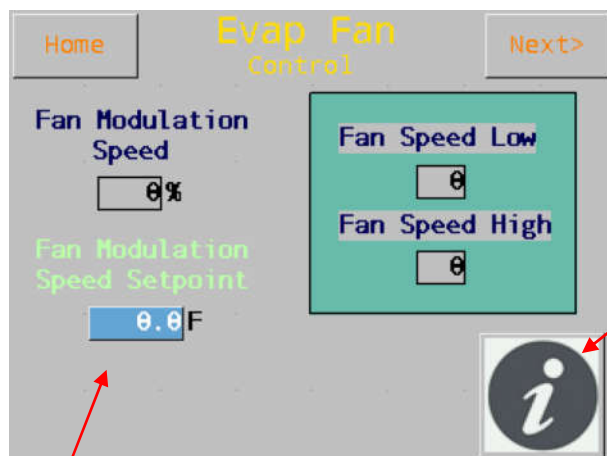 Home
Evap Fan
Control
Next>
Fan Modulation
Speed
0%
Fan Modulation
Speed Setpoint
0.0F
Fan Speed Low
0
Fan Speed High
0
i